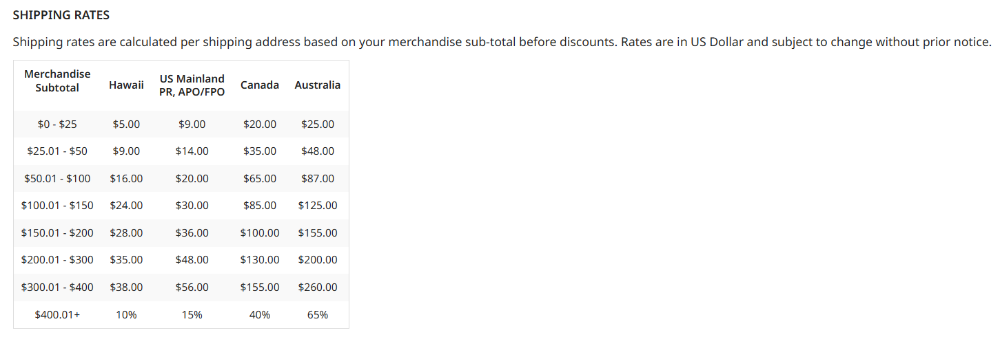 SHIPPING RATES
Shipping rates are calculated per shipping address based on your merchandise sub-total before discounts. Rates are in US Dollar and subject to change without prior notice.
Merchandise Subtotal Hawaii US Mainland PR, APO/FPO Canada Australia
$0 - $25 $5.00 $9.00 $20.00 $25.00
$25.01 - $50 $9.00 $14.00 $35.00 $48.00
$50.01 - $100 $16.00 $20.00 $65.00 $87.00
$100.01 - $150 $24.00 $30.00 $85.00 $125.00
$150.01 - $200 $28.00 $36.00 $100.00 $155.00
$200.01 - $300 $35.00 $48.00 $130.00 $200.00
$300.01 - $400 $38.00 $56.00 $155.00 $260.00
$400.01+ 10% 15% 40% 65%